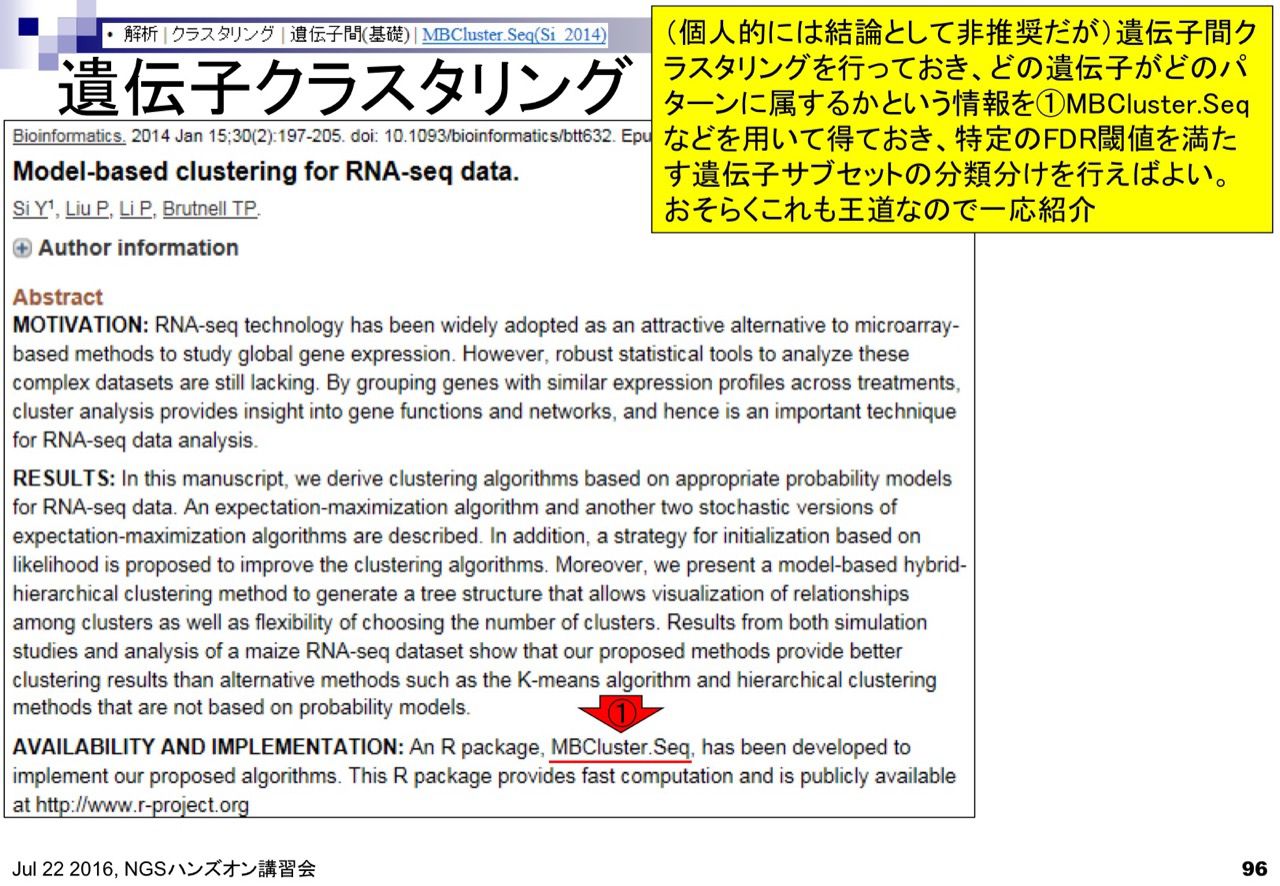 ・ 解析 | クラスタリング | 遺伝子間(基礎) | MBCluster.Seq(Si_2014)
遺伝子クラスタリング
（個人的には結論として非推奨だが）遺伝子間ク
ラスタリングを行っておき、どの遺伝子がどのパ
ターンに属するかという情報を①MBCluster.Seq
などを用いて得ておき、特定のFDR閾値を満た
す遺伝子サブセットの分類分けを行えばよい。
おそらくこれも王道なので一応紹介
Bioinformatics. 2014 Jan 15;30(2):197-205. doi: 10.1093/bioinformatics/btt632. Epu
Model-based clustering for RNA-seq data.
Si Y1, Liu P, Li P, Brutnell TP.
Author information
Abstract
MOTIVATION: RNA-seq technology has been widely adopted as an attractive alternative to microarray-
based methods to study global gene expression. However, robust statistical tools to analyze these
complex datasets are still lacking. By grouping genes with similar expression profiles across treatments,
cluster analysis provides insight into gene functions and networks, and hence is an important technique
for RNA-seq data analysis.
RESULTS: In this manuscript, we derive clustering algorithms based on appropriate probability models
for RNA-seq data. An expectation-maximization algorithm and another two stochastic versions of
expectation-maximization algorithms are described. In addition, a strategy for initialization based on
likelihood is proposed to improve the clustering algorithms. Moreover, we present a model-based hybrid-
hierarchical clustering method to generate a tree structure that allows visualization of relationships
among clusters as well as flexibility of choosing the number of clusters. Results from both simulation
studies and analysis of a maize RNA-seq dataset show that our proposed methods provide better
clustering results than alternative methods such as the K-means algorithm and hierarchical clustering
methods that are not based on probability models.
①
AVAILABILITY AND IMPLEMENTATION: An R package, MBCluster.Seq, has been developed to
implement our proposed algorithms. This R package provides fast computation and is publicly available
at http://www.r-project.org
Jul 22 2016, NGSハンズオン講習会
96